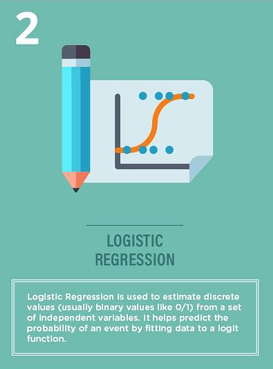 2
LOGISTIC
REGRESSION
Logistic Regression is used to estimate discrete
values (usually binary values like 0/1) from a set
of independent variables. It helps predict the
probability of an event by fitting data to a logit
function.